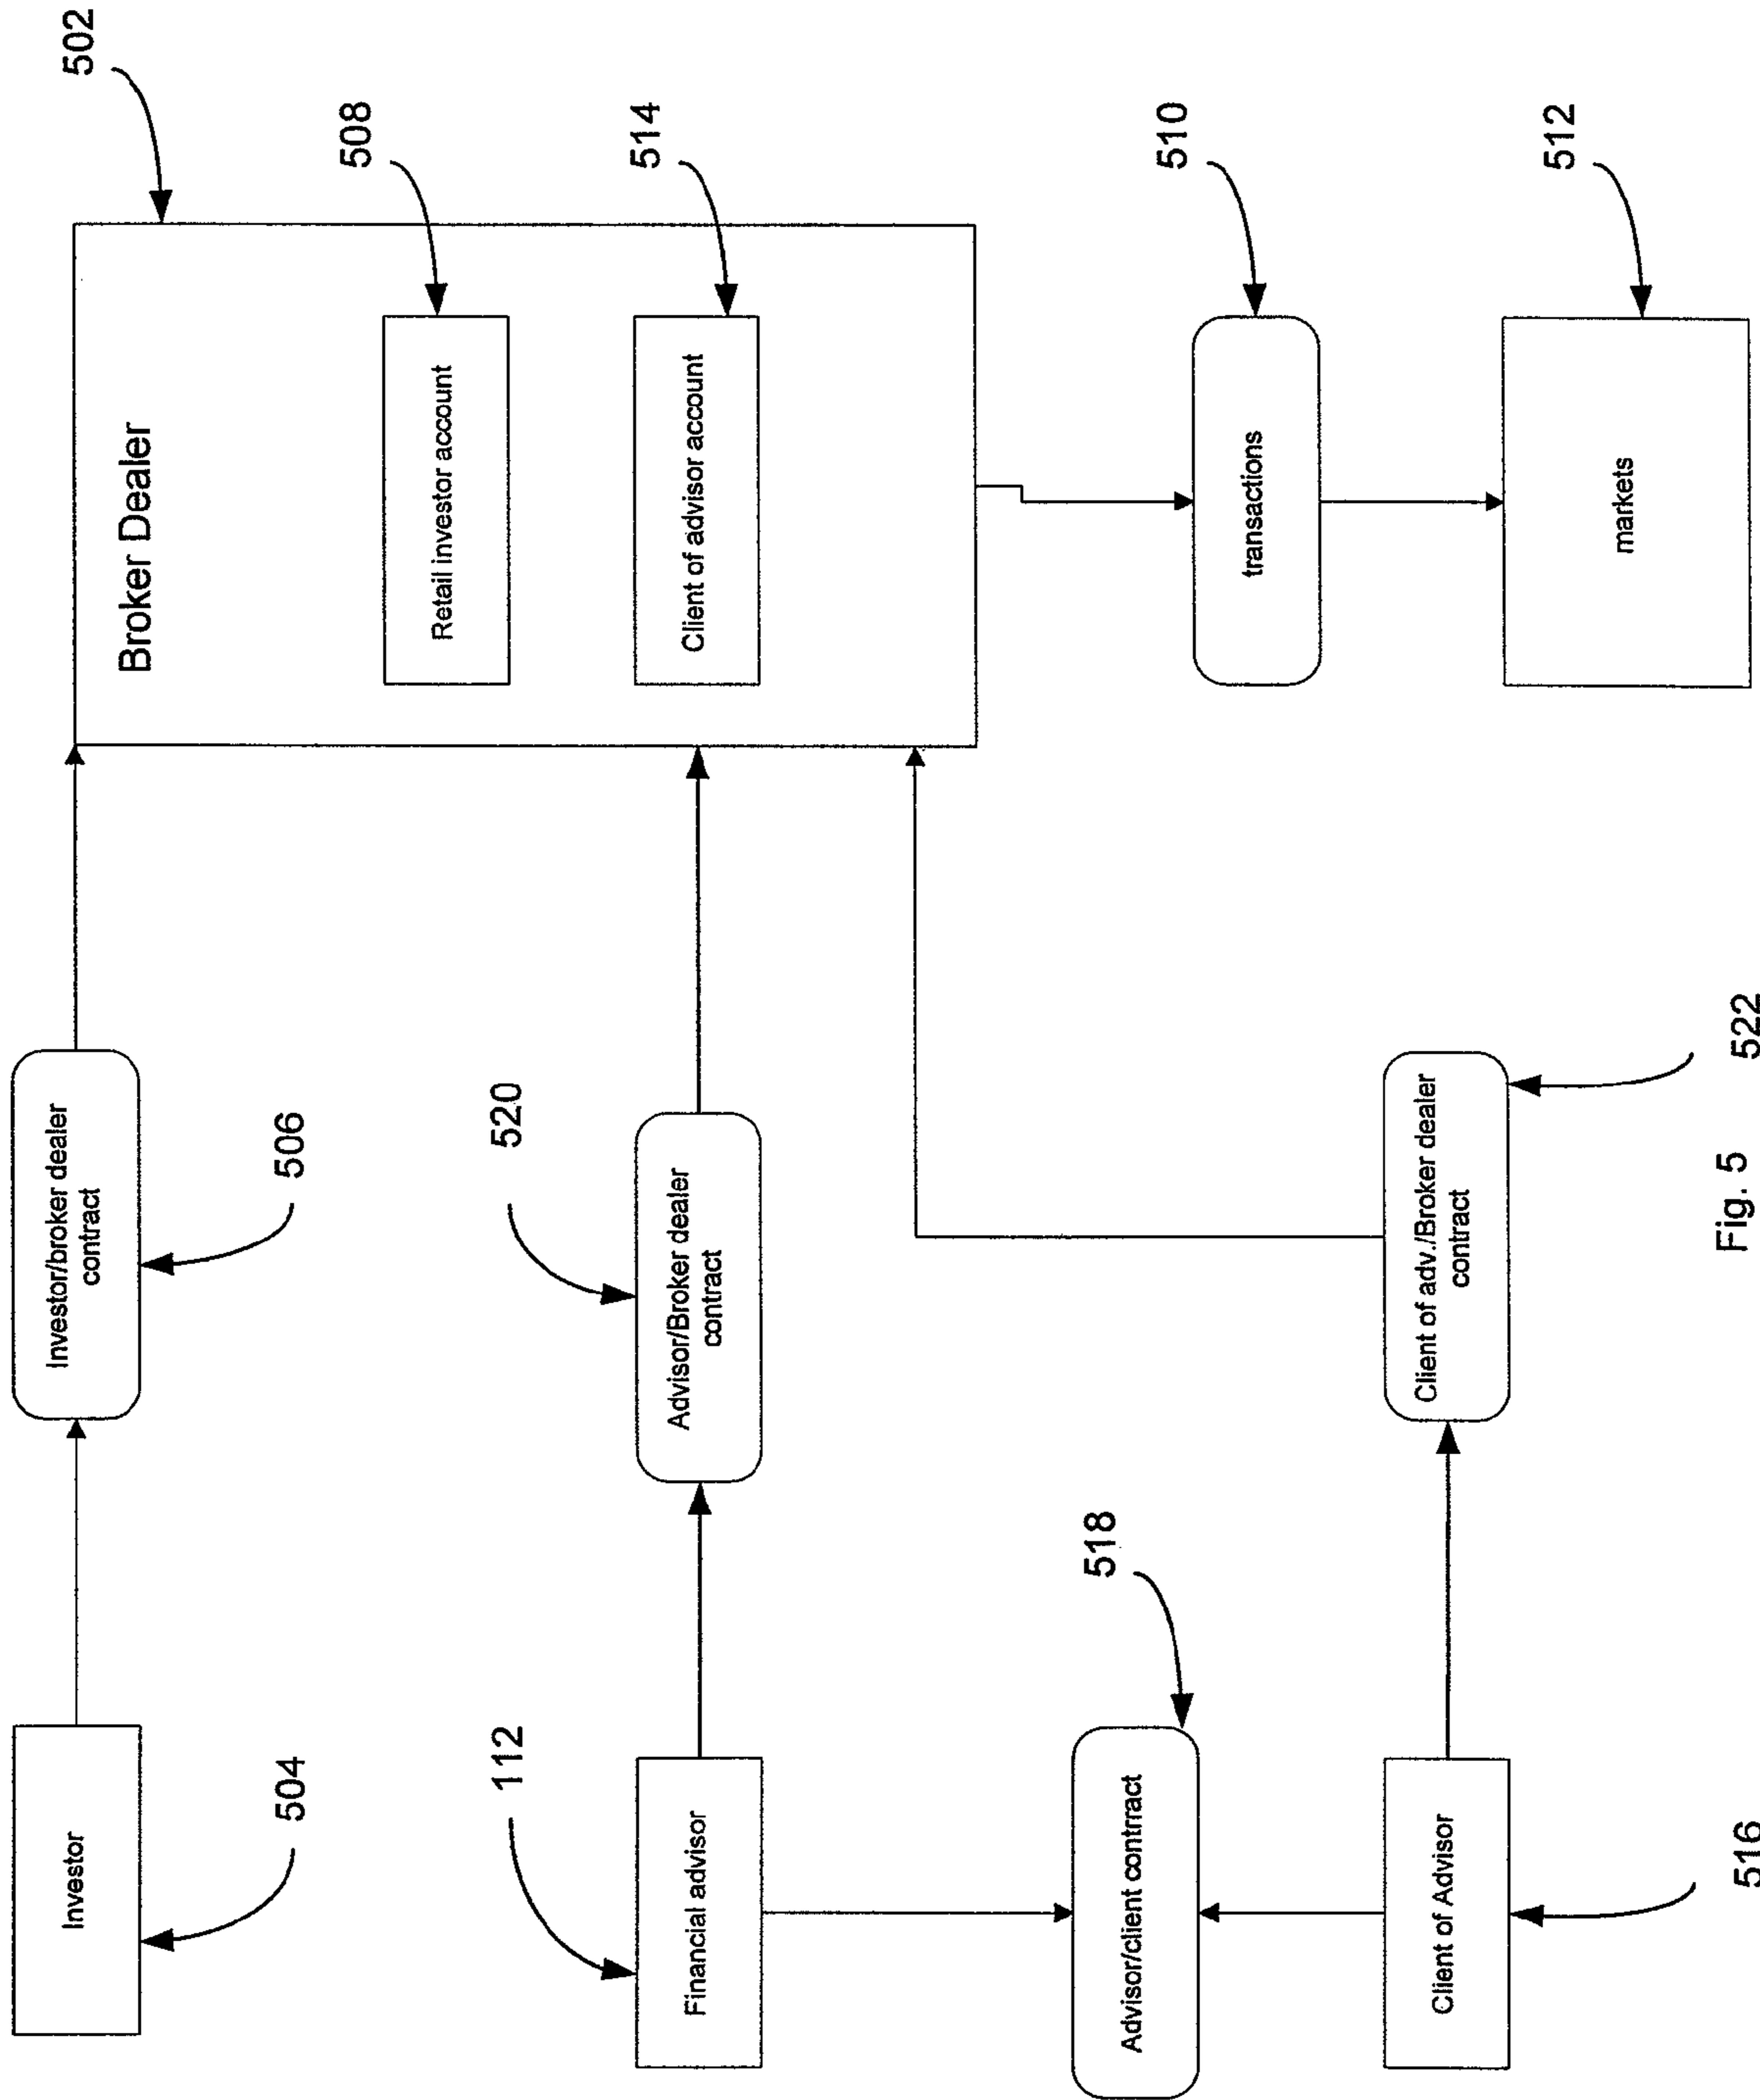 Investor
Investor/broker dealer
contract
502
Broker Dealer
504
506
508
Retail investor account
112
520
514
Financial advisor
Advisor/Broker dealer
contract
Client of advisor account
518
510
Advisor/client contrract
transactions
Client of Advisor
Client of adv./Broker dealer
contract
512
markets
516
522
Fig. 5